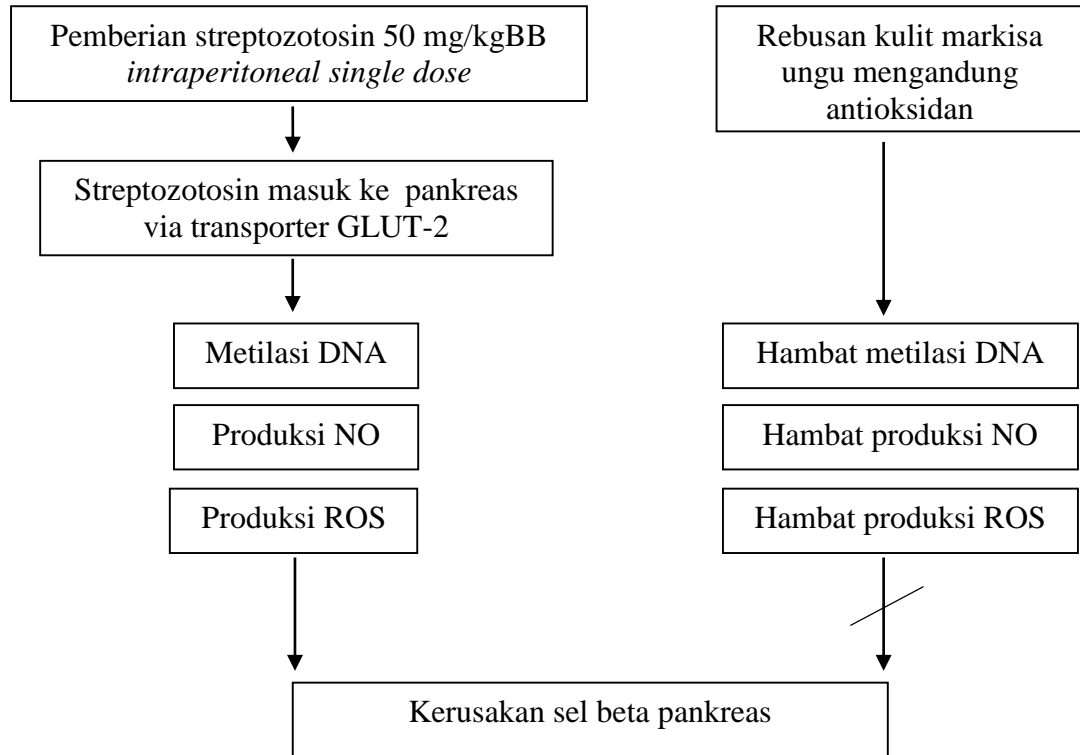 Pemberian streptozotosin 50 mg/kgBB
intraperitoneal single dose
Rebusan kulit markisa
ungu mengandung
antioksidan
Streptozotosin masuk ke pankreas
via transporter GLUT-2
Metilasi DNA
Hambat metilasi DNA
Produksi NO
Hambat produksi NO
Produksi ROS
Hambat produksi ROS
Kerusakan sel beta pankreas